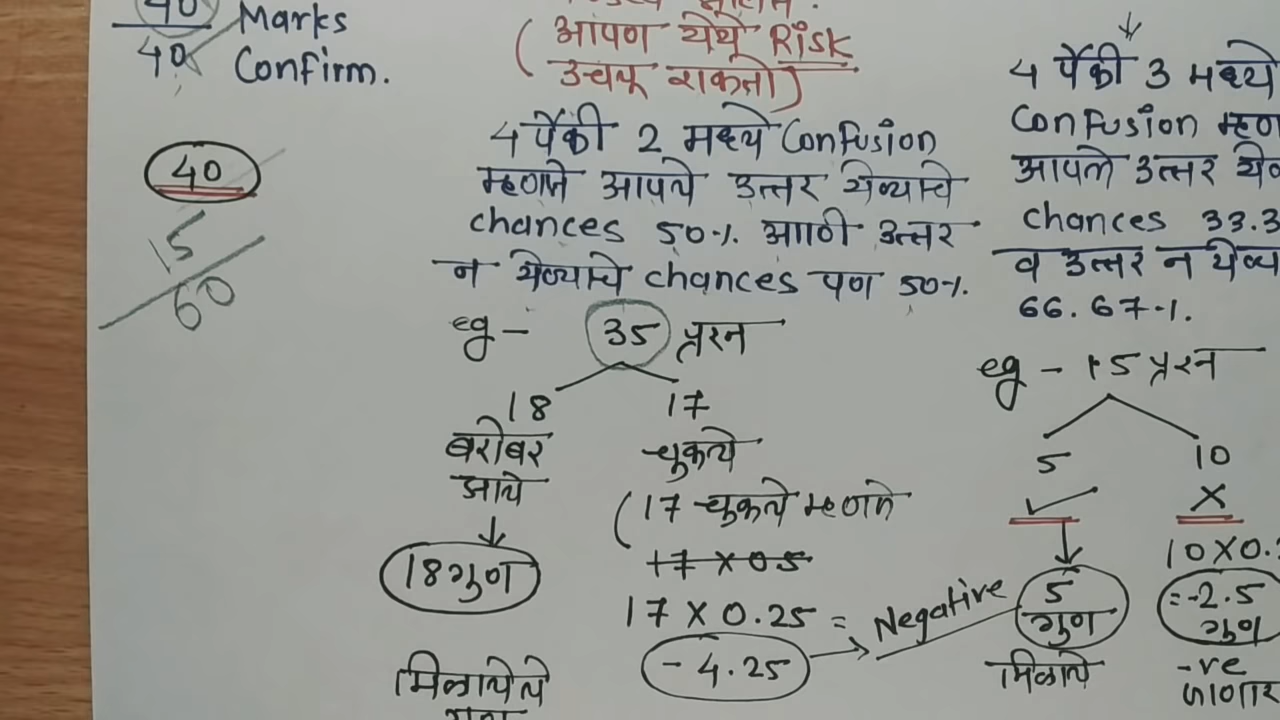 40 Marks
40 Confirm.
40
15
60
( आपण येथे Risk
उचलू शकतो)
4 पैकी 2 मध्ये Confusion
म्हणजे आपले उत्तर येण्याचे
chances 50% आणी उत्तर
न येण्याचे chances पण 50%.
eg - 35 प्रश्न
18 17
बरोबर चुकले
आले
(17 चुकले म्हणजे
18 गुण
17 X 0.5
17 X 0.25 =
- 4.25
Negative
मिळालेले
4 पैकी 3 मध्ये
Confusion
आपले उत्तर
chances 33.3
व उत्तर न
66.67%.
eg - 15 प्रश्न
5 10
✓ X
10 X 0.
5 = -2.5
गुण गुण
मिळाले -ve